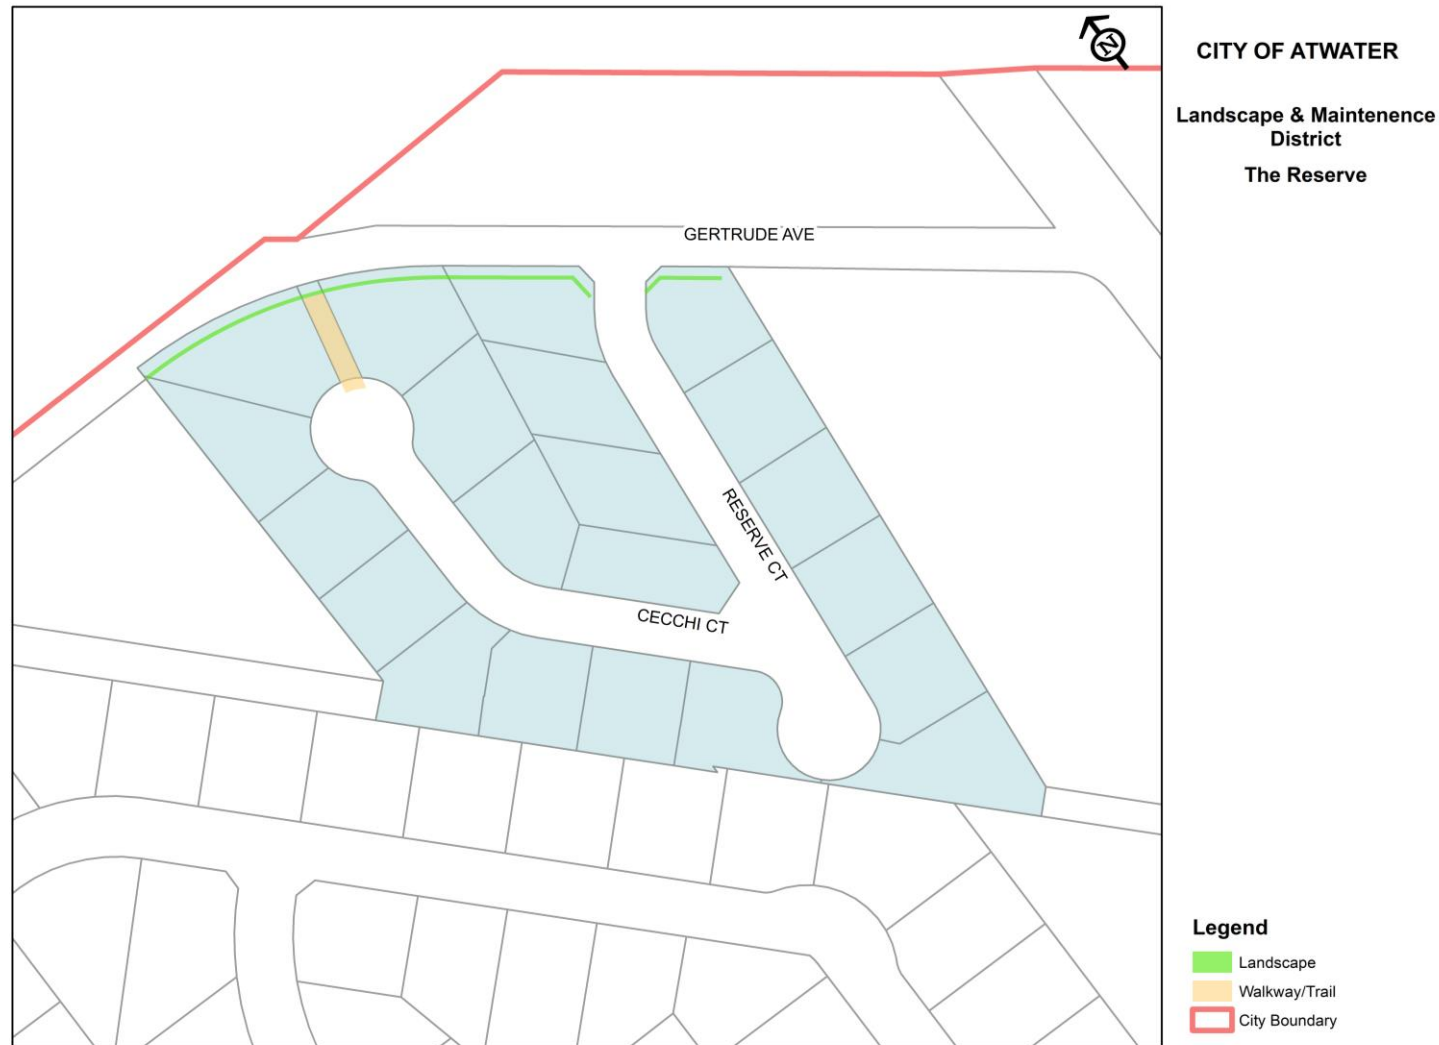 N
CITY OF ATWATER
Landscape & Maintenence
District
The Reserve
GERTRUDE AVE
RESERVE CT
CECCHI CT
Legend
Landscape
Walkway/Trail
City Boundary